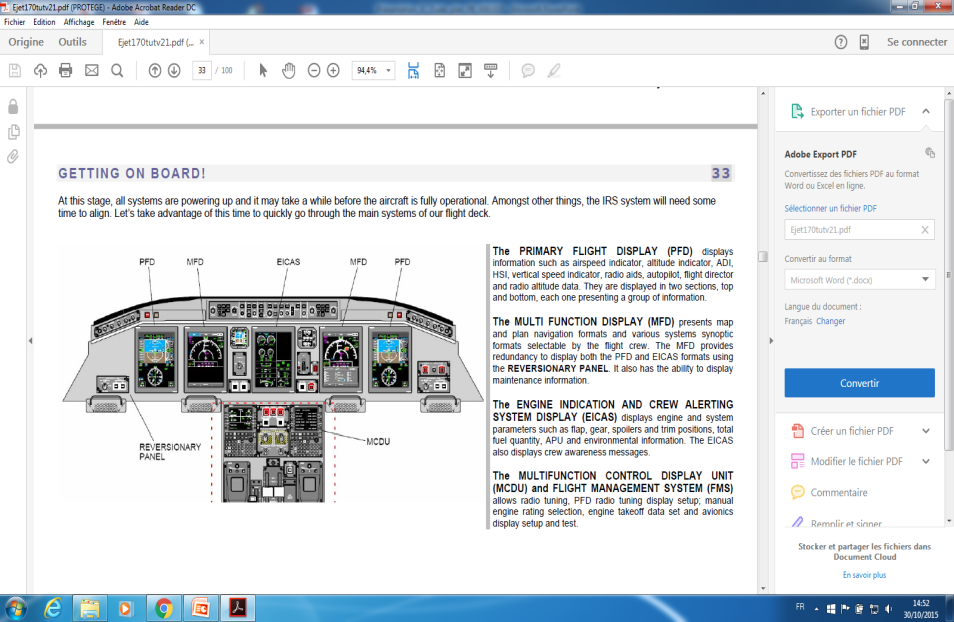 Ejet170tutv21.pdf (PROTEGE) - Adobe Acrobat Reader DC
Fichier Edition Affichage Fenêtre Aide
Origine Outils Ejet170tutv21.pdf (... × Se connecter
33 / 100 94,4%
GETTING ON BOARD! 33
At this stage, all systems are powering up and it may take a while before the aircraft is fully operational. Amongst other things, the IRS system will need some
time to align. Let's take advantage of this time to quickly go through the main systems of our flight deck.
PFD MFD EICAS MFD PFD
REVERSIONARY
PANEL
MCDU
The PRIMARY FLIGHT DISPLAY (PFD) displays
information such as airspeed indicator, altitude indicator, ADI,
HSI, vertical speed indicator, radio aids, autopilot, flight director
and radio altitude data. They are displayed in two sections, top
and bottom, each one presenting a group of information.
The MULTI FUNCTION DISPLAY (MFD) presents map
and plan navigation formats and various systems synoptic
formats selectable by the flight crew. The MFD provides
redundancy to display both the PFD and EICAS formats using
the REVERSIONARY PANEL. It also has the ability to display
maintenance information.
The ENGINE INDICATION AND CREW ALERTING
SYSTEM DISPLAY (EICAS) displays engine and system
parameters such as flap, gear, spoilers and trim positions, total
fuel quantity, APU and environmental information. The EICAS
also displays crew awareness messages.
The MULTIFUNCTION CONTROL DISPLAY UNIT
(MCDU) and FLIGHT MANAGEMENT SYSTEM (FMS)
allows radio tuning, PFD radio tuning display setup; manual
engine rating selection, engine takeoff data set and avionics
display setup and test.
Exporter un fichier PDF
Adobe Export PDF
Convertissez des fichiers PDF au format
Word ou Excel en ligne.
Sélectionner un fichier PDF
Ejet170tutv21.pdf
Convertir au format
Microsoft Word (*.docx)
Langue du document :
Français Changer
Convertir
Créer un fichier PDF
Modifier le fichier PDF
Commentaire
Remplir et signer
Stocker et partager les fichiers dans
Document Cloud
En savoir plus
FR
14:52
30/10/2015